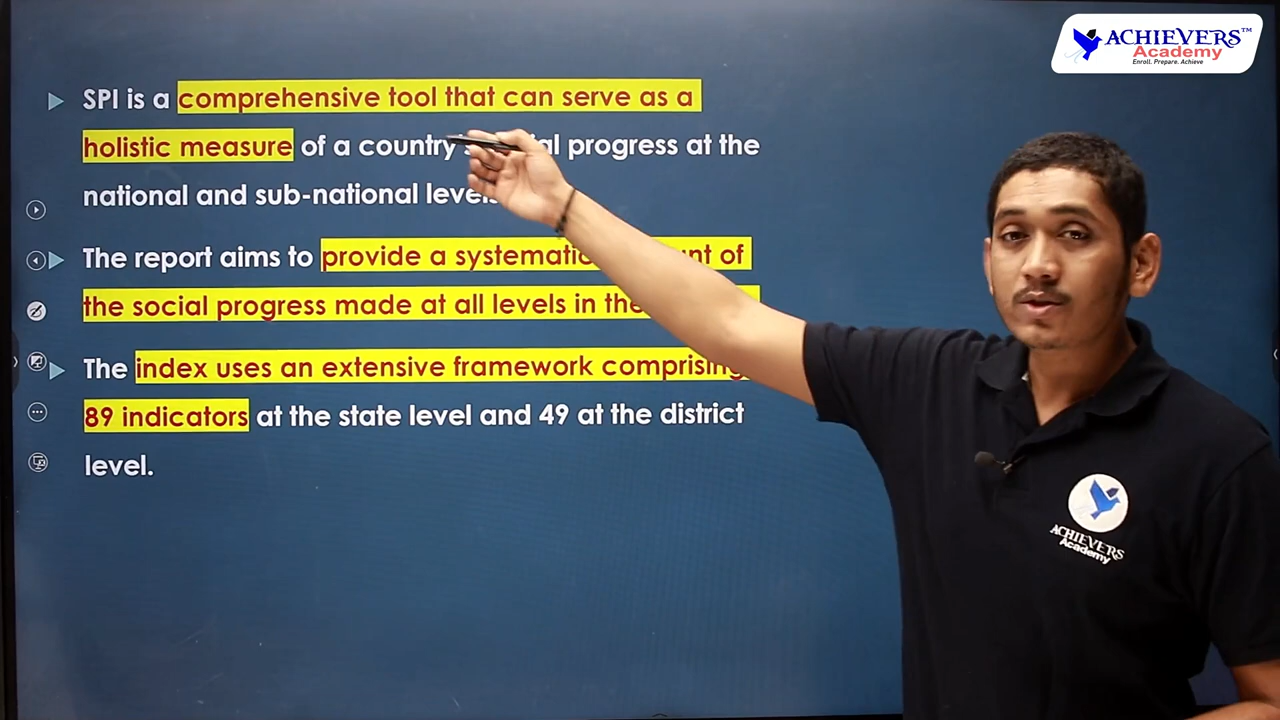 ACHIEVERS™
Academy
Enroll. Prepare. Achieve
SPI is a comprehensive tool that can serve as a
holistic measure of a country progress at the
national and sub-national
The report aims to provide a systematic of
the social progress made at all levels in the
The index uses an extensive framework comprising
89 indicators at the state level and 49 at the district
level.
ACHIEVERS
Academy